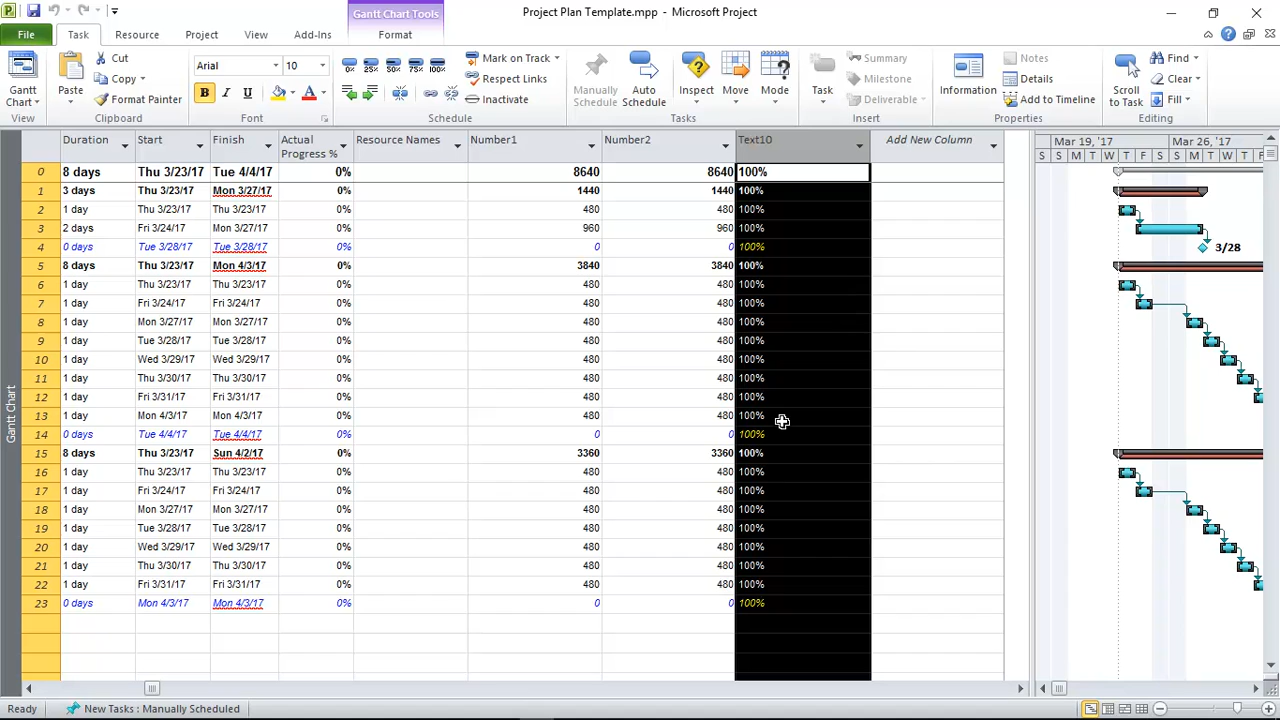 Gantt Chart Tools
Project Plan Template.mpp - Microsoft Project
File Task Resource Project View Add-Ins Format
Gantt Chart
View
Paste
Cut
Copy
Format Painter
Clipboard
Arial 10
B I U A
Font
0% 25% 50% 75% 100%
Mark on Track
Respect Links
Inactivate
Schedule
Manually Schedule
Auto Schedule
Inspect Move Mode
Tasks
Task
Summary
Milestone
Deliverable
Insert
Information
Notes
Details
Add to Timeline
Properties
Scroll to Task
Find
Clear
Fill
Editing
Duration Start Finish Actual Progress % Resource Names Number1 Number2 Text10 Add New Column
Mar 19, '17 Mar 26, '17
S S M T W T F S S M T W T F
0 8 days Thu 3/23/17 Tue 4/4/17 0% 8640 8640 100%
1 3 days Thu 3/23/17 Mon 3/27/17 0% 1440 1440 100%
2 1 day Thu 3/23/17 Thu 3/23/17 0% 480 480 100%
3 2 days Fri 3/24/17 Mon 3/27/17 0% 960 960 100%
4 0 days Tue 3/28/17 Tue 3/28/17 0% 0 0 100% 3/28
5 8 days Thu 3/23/17 Mon 4/3/17 0% 3840 3840 100%
6 1 day Thu 3/23/17 Thu 3/23/17 0% 480 480 100%
7 1 day Fri 3/24/17 Fri 3/24/17 0% 480 480 100%
8 1 day Mon 3/27/17 Mon 3/27/17 0% 480 480 100%
9 1 day Tue 3/28/17 Tue 3/28/17 0% 480 480 100%
10 1 day Wed 3/29/17 Wed 3/29/17 0% 480 480 100%
11 1 day Thu 3/30/17 Thu 3/30/17 0% 480 480 100%
12 1 day Fri 3/31/17 Fri 3/31/17 0% 480 480 100%
13 1 day Mon 4/3/17 Mon 4/3/17 0% 480 480 100%
14 0 days Tue 4/4/17 Tue 4/4/17 0% 0 0 100%
15 8 days Thu 3/23/17 Sun 4/2/17 0% 3360 3360 100%
16 1 day Thu 3/23/17 Thu 3/23/17 0% 480 480 100%
17 1 day Fri 3/24/17 Fri 3/24/17 0% 480 480 100%
18 1 day Mon 3/27/17 Mon 3/27/17 0% 480 480 100%
19 1 day Tue 3/28/17 Tue 3/28/17 0% 480 480 100%
20 1 day Wed 3/29/17 Wed 3/29/17 0% 480 480 100%
21 1 day Thu 3/30/17 Thu 3/30/17 0% 480 480 100%
22 1 day Fri 3/31/17 Fri 3/31/17 0% 480 480 100%
23 0 days Mon 4/3/17 Mon 4/3/17 0% 0 0 100%
Gantt Chart
Ready New Tasks : Manually Scheduled